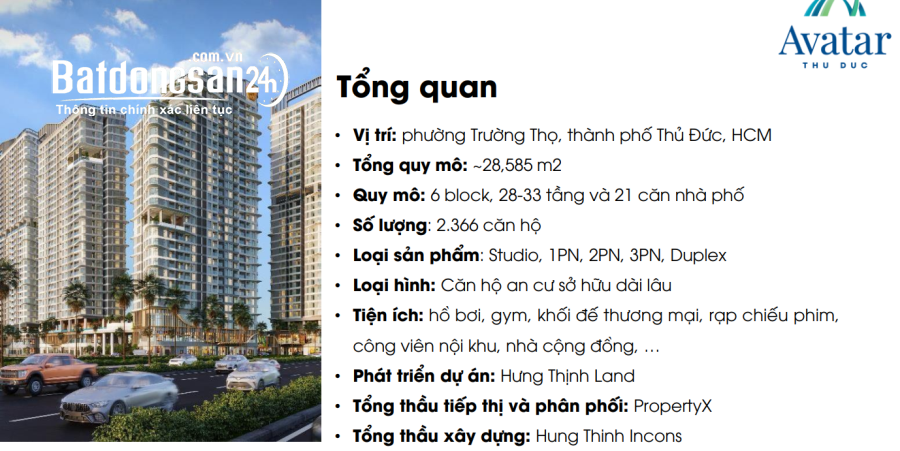 .com.vn
Batdongsan24h
Thông tin chính xác liên tục
Avatar
THU DUC
Tổng quan
• Vị trí: phường Trường Thọ, thành phố Thủ Đức, HCM
• Tổng quy mô: ~28,585 m2
• Quy mô: 6 block, 28-33 tầng và 21 căn nhà phố
• Số lượng: 2.366 căn hộ
• Loại sản phẩm: Studio, 1PN, 2PN, 3PN, Duplex
• Loại hình: Căn hộ an cư sở hữu dài lâu
• Tiện ích: hồ bơi, gym, khối đế thương mại, rạp chiếu phim,
công viên nội khu, nhà cộng đồng, ...
• Phát triển dự án: Hưng Thịnh Land
• Tổng thầu tiếp thị và phân phối: PropertyX
• Tổng thầu xây dựng: Hung Thinh Incons